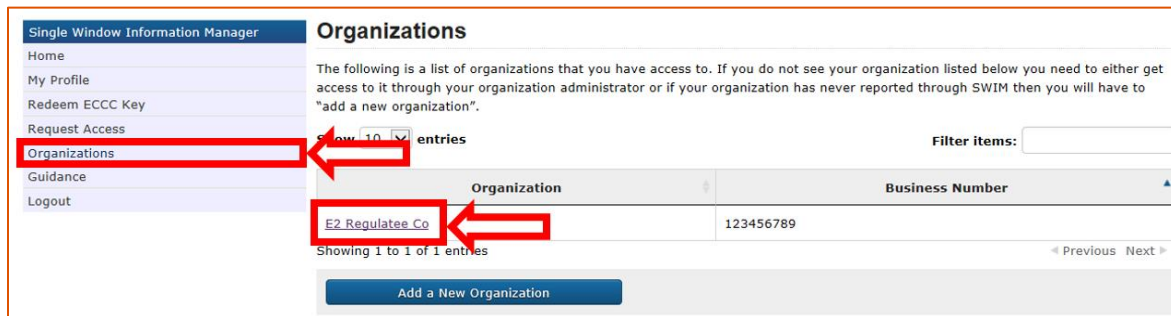 Single Window Information Manager
Home
My Profile
Redeem ECCC Key
Request Access
Organizations
Guidance
Logout
Organizations
The following is a list of organizations that you have access to. If you do not see your organization listed below you need to either get
access to it through your organization administrator or if your organization has never reported through SWIM then you will have to
"add a new organization".
Show 10 entries
Filter items:
Organization
Business Number
E2 Regulatee Co
123456789
Showing 1 to 1 of 1 entries
Previous Next
Add a New Organization